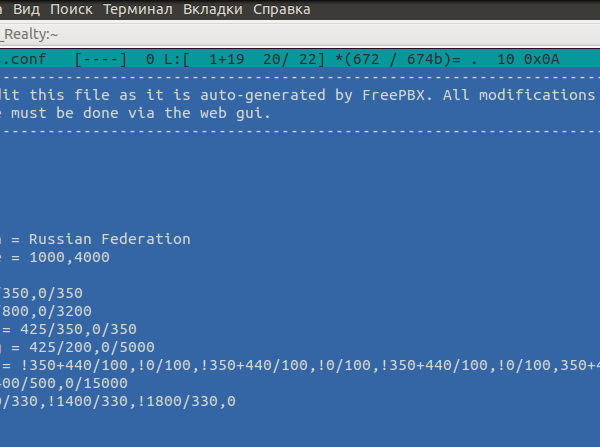 Вид Поиск Терминал Вкладки Справка
_Realty:~
.conf [----] 0 L:[ 1+19 20/ 22] *(672 / 674b)= . 10 0x0A
--------------------------------------------------------------------
dit this file as it is auto-generated by FreePBX. All modifications
must be done via the web gui.
--------------------------------------------------------------------
= Russian Federation
= 1000,4000
/350,0/350
/800,0/3200
= 425/350,0/350
= 425/200,0/5000
= !350+440/100,!0/100,!350+440/100,!0/100,!350+440/100,!0/100,350+4
400/500,0/15000
0/330,!1400/330,!1800/330,0